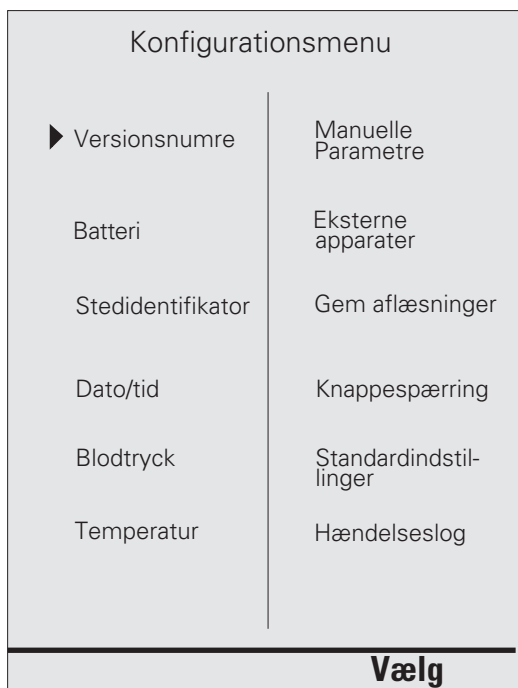 Konfigurationsmenu
Versionsnumre
Batteri
Stedidentifikator
Dato/tid
Blodtryck
Temperatur
Manuelle
Parametre
Eksterne
apparater
Gem aflæsninger
Knappespærring
Standardindstil-
linger
Hændelseslog
Vælg